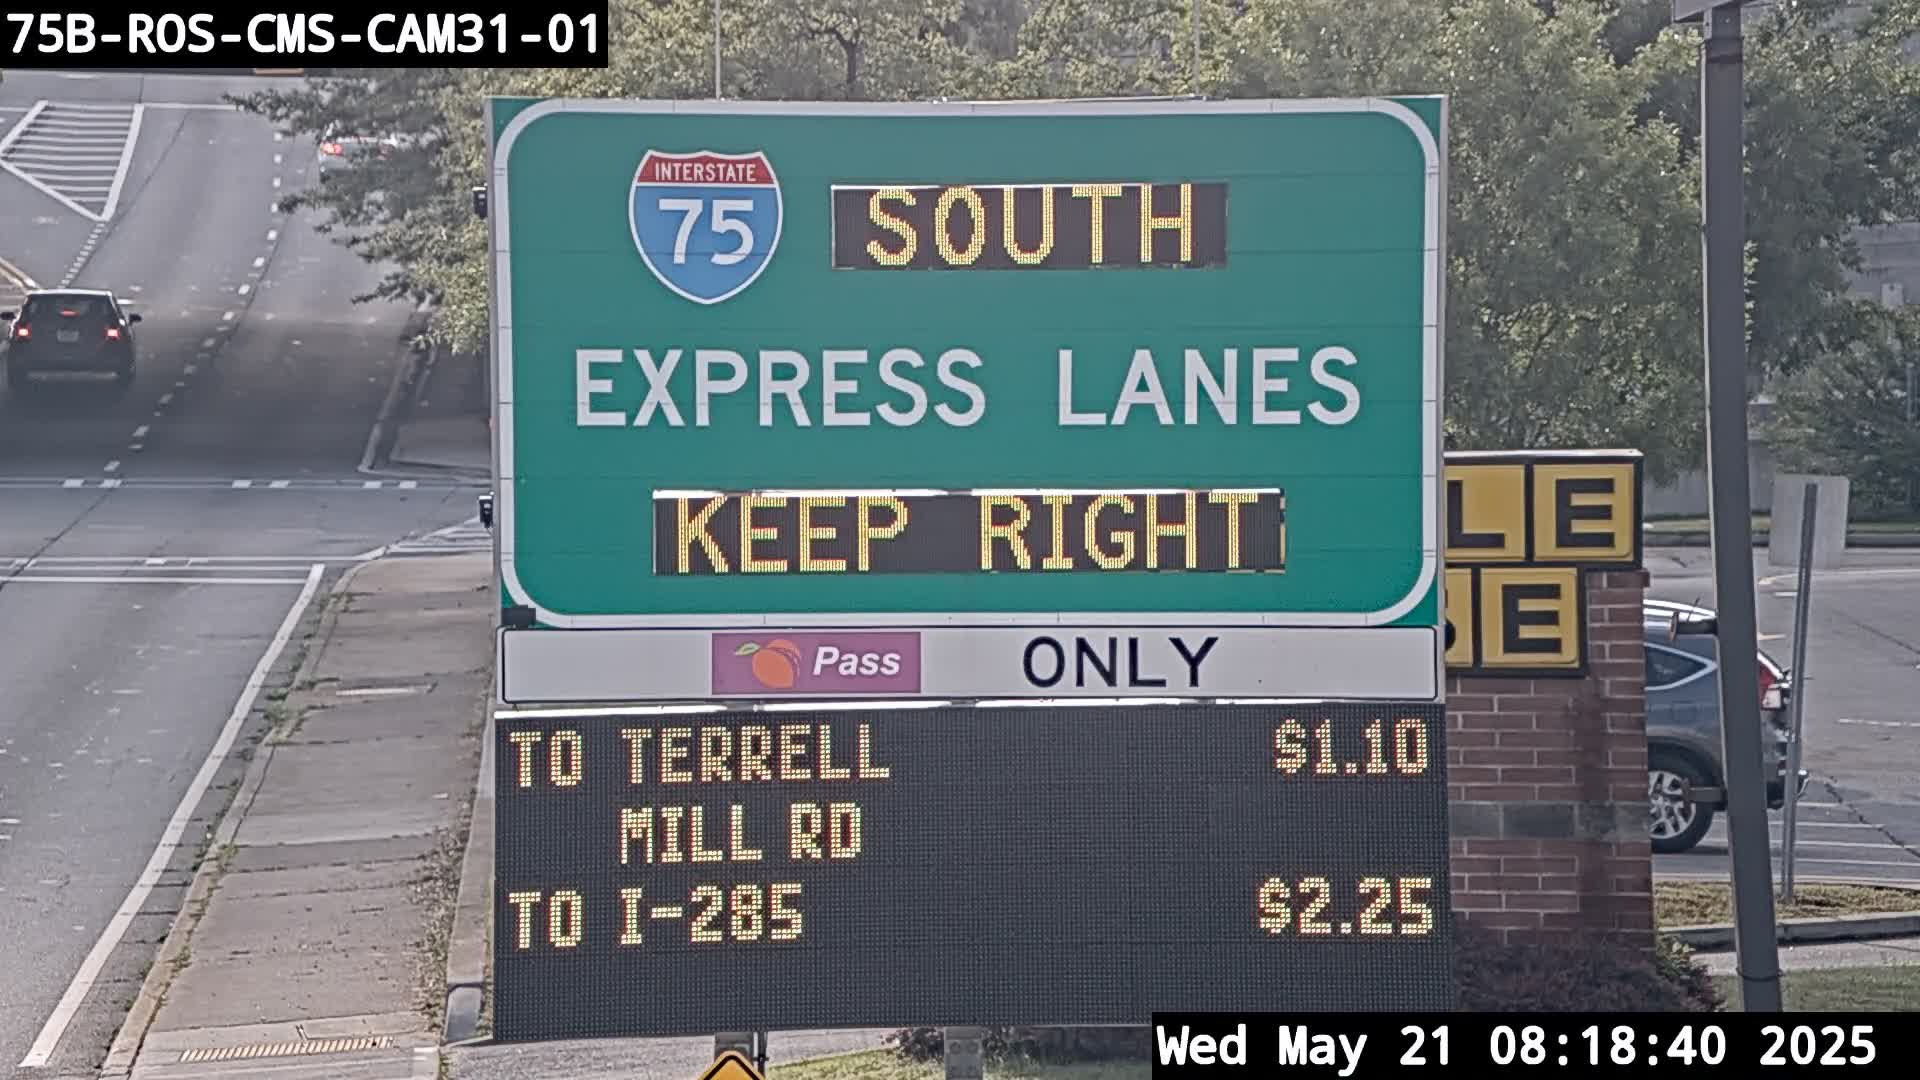 75B-ROS-CMS-CAM31-01
INTERSTATE
75
SOUTH
EXPRESS LANES
KEEP RIGHT
Pass ONLY
TO TERRELL $1.10
MILL RD
TO I-285 $2.25
LE
E
Wed May 21 08:18:40 2025